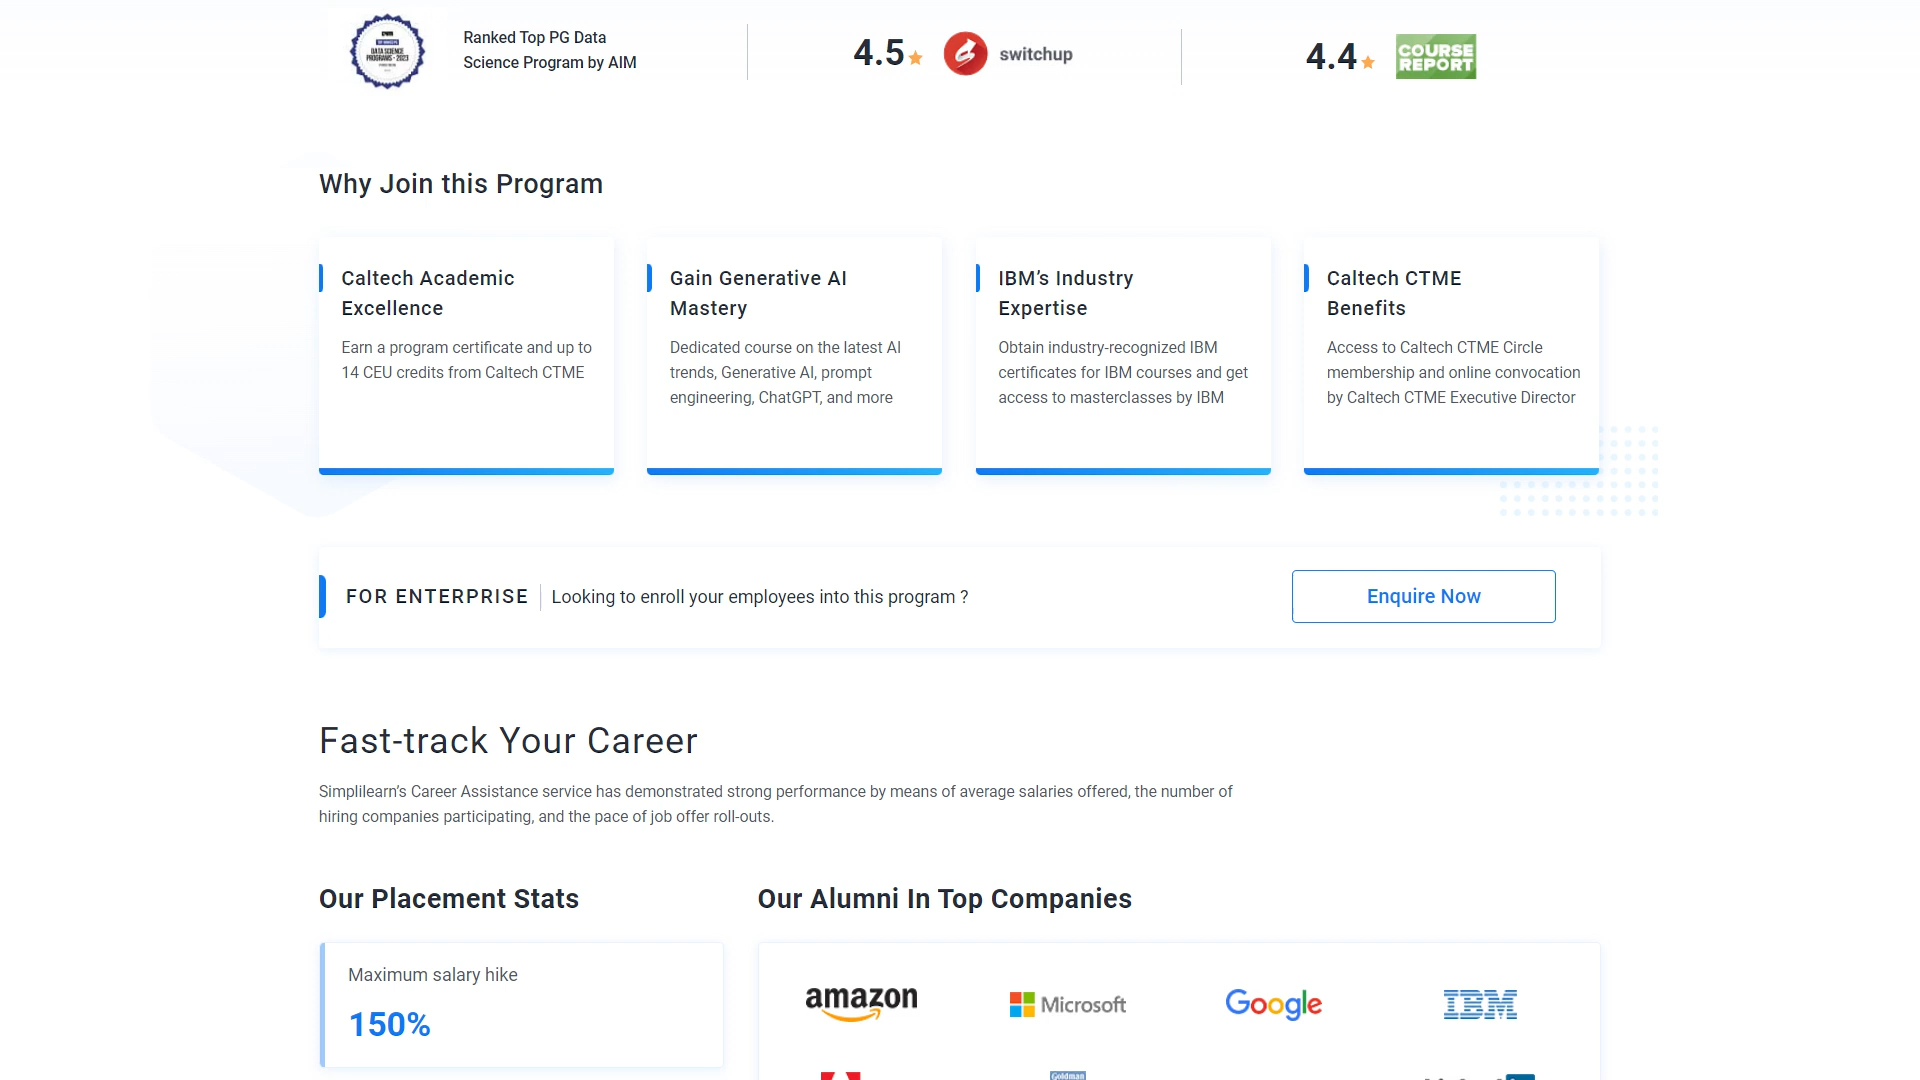 DATA SCIENCE
PROGRAMS - 2023
Ranked Top PG Data
Science Program by AIM
4.5
switchup
4.4
COURSE
REPORT
Why Join this Program
Caltech Academic
Excellence
Earn a program certificate and up to
14 CEU credits from Caltech CTME
Gain Generative AI
Mastery
Dedicated course on the latest AI
trends, Generative AI, prompt
engineering, ChatGPT, and more
IBM’s Industry
Expertise
Obtain industry-recognized IBM
certificates for IBM courses and get
access to masterclasses by IBM
Caltech CTME
Benefits
Access to Caltech CTME Circle
membership and online convocation
by Caltech CTME Executive Director
FOR ENTERPRISE
Looking to enroll your employees into this program ?
Enquire Now
Fast-track Your Career
Simplilearn’s Career Assistance service has demonstrated strong performance by means of average salaries offered, the number of
hiring companies participating, and the pace of job offer roll-outs.
Our Placement Stats
Maximum salary hike
150%
Our Alumni In Top Companies
amazon
Microsoft
Google
IBM
Goldman